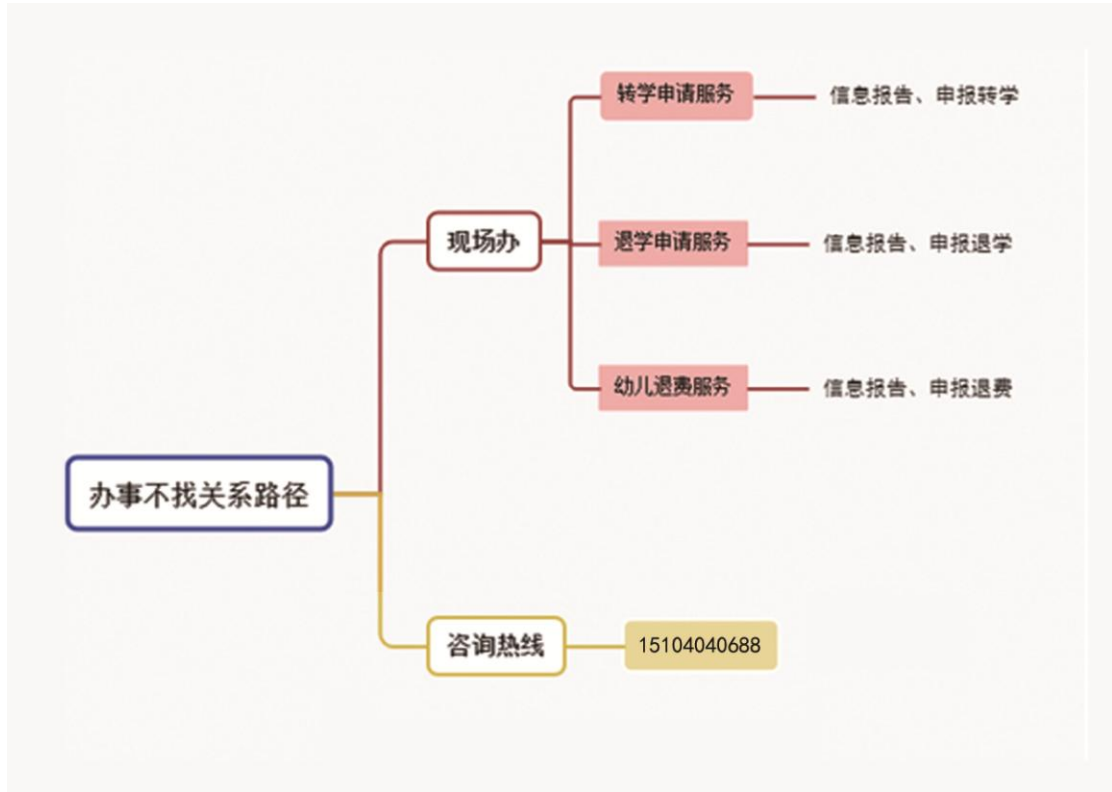 转学申请服务
信息报告、申报转学
现场办
退学申请服务
信息报告、申报退学
幼儿退费服务
信息报告、申报退费
办事不找关系路径
咨询热线
15104040688